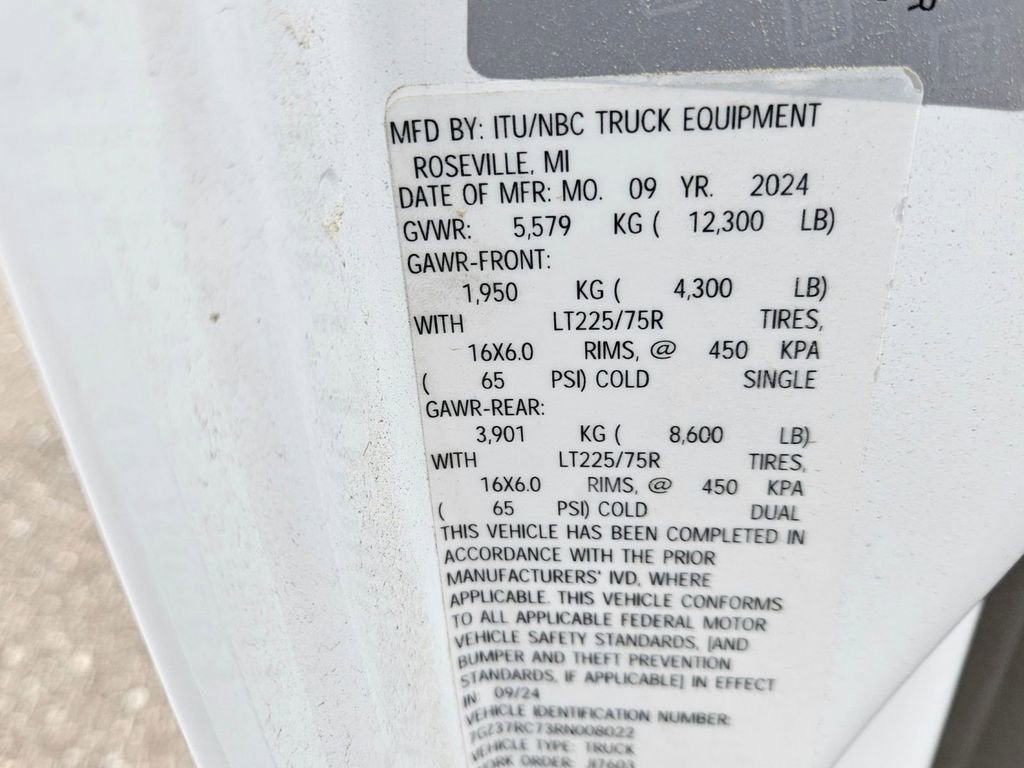 MFD BY: ITU/NBC TRUCK EQUIPMENT
ROSEVILLE, MI
DATE OF MFR: MO. 09 YR. 2024
GVWR: 5,579 KG ( 12,300 LB)
GAWR-FRONT:
1,950 KG ( 4,300 LB)
WITH LT225/75R TIRES,
16X6.0 RIMS, @ 450 KPA
( 65 PSI) COLD SINGLE
GAWR-REAR:
3,901 KG ( 8,600 LB)
WITH LT225/75R TIRES,
16X6.0 RIMS, @ 450 KPA
( 65 PSI) COLD DUAL
THIS VEHICLE HAS BEEN COMPLETED IN
ACCORDANCE WITH THE PRIOR
MANUFACTURERS' IVD, WHERE
APPLICABLE. THIS VEHICLE CONFORMS
TO ALL APPLICABLE FEDERAL MOTOR
VEHICLE SAFETY STANDARDS, [AND
BUMPER AND THEFT PREVENTION
STANDARDS, IF APPLICABLE] IN EFFECT
IN: 09/24
VEHICLE IDENTIFICATION NUMBER:
VEHICLE TYPE: TRUCK
ORDER: